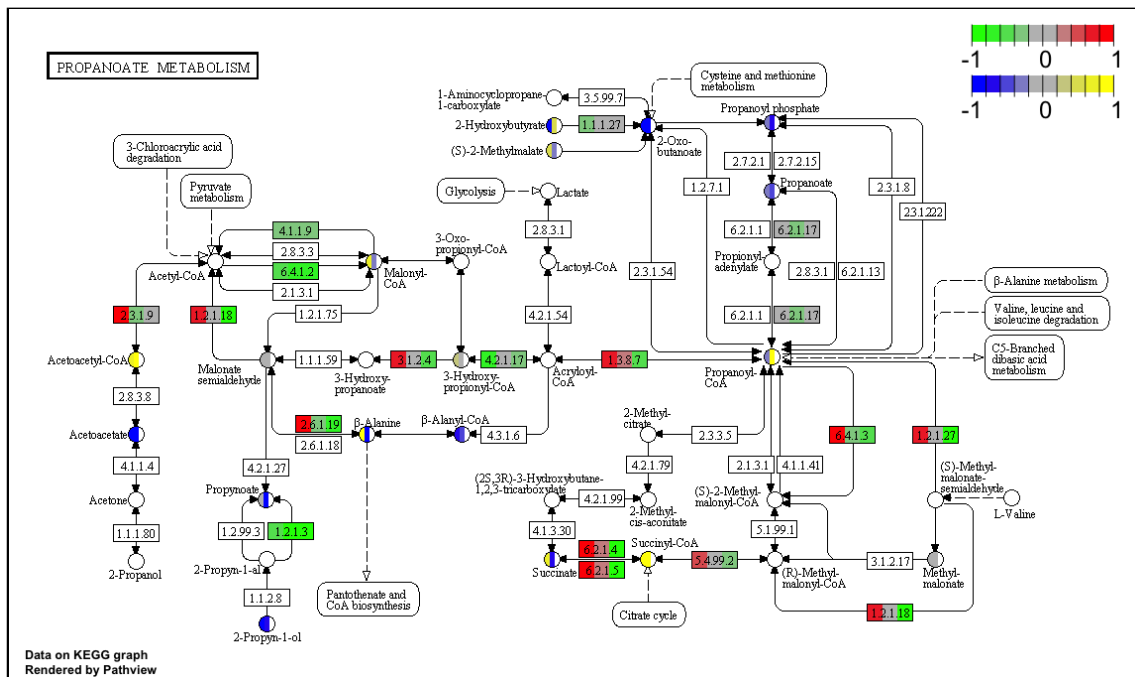 PROPANOATE METABOLISM
-1 0 1
-1 0 1
Cysteine and methionine
metabolism
1-Aminocyclopropane
1-carboxylate
3.5.99.7
Propanoyl phosphate
2-Hydroxybutyrate
1.1.1.27
2-Oxo-
butanoate
(S)-2-Methylmalate
3-Chloroacrylic acid
degradation
Pyruvate
metabolism
Glycolysis
Lactate
2.7.2.1
2.7.2.15
1.2.7.1
2.3.1.8
2.3.1.222
Propanoate
4.1.1.9
2.8.3.3
6.4.1.2
2.1.3.1
Acetyl-CoA
Malonyl-
CoA
3-Oxo-
propionyl-CoA
2.8.3.1
Lactoyl-CoA
6.2.1.1
6.2.1.17
Propionyl-
adenylate
2.3.1.54
2.8.3.1
6.2.1.13
β-Alanine metabolism
2.3.1.9
1.2.1.18
1.2.1.75
4.2.1.54
6.2.1.1
6.2.1.17
Valine, leucine and
isoleucine degradation
C5-Branched
dibasic acid
metabolism
Acetoacetyl-CoA
Malonate
semialdehyde
1.1.1.59
3-Hydroxy-
propanoate
3.1.2.4
3-Hydroxy-
propionyl-CoA
4.2.1.17
Acryloyl-
CoA
1.3.8.7
Propanoyl-
CoA
2.8.3.8
Acetoacetate
2.6.1.19
2.6.1.18
β-Alanine
β-Alanyl-CoA
4.3.1.6
2-Methyl-
citrate
2.3.3.5
6.4.1.3
1.2.1.27
4.1.1.4
4.2.1.27
4.2.1.79
2.1.3.1
4.1.1.41
Acetone
Propynoate
(2S,3R)-3-Hydroxybutane-
1,2,3-tricarboxylate
4.2.1.99
2-Methyl-
cis-aconitate
(S)-2-Methyl-
malonyl-CoA
(S)-Methyl-
malonate-
semialdehyde
L-Valine
1.1.1.80
1.2.99.3
1.2.1.3
4.1.3.30
5.1.99.1
2-Propanol
2-Propyn-1-al
Succinate
6.2.1.4
6.2.1.5
Succinyl-CoA
5.4.99.2
(R)-Methyl-
malonyl-CoA
3.1.2.17
Methyl-
malonate
1.1.2.8
2-Propyn-1-ol
Pantothenate and
CoA biosynthesis
Citrate cycle
1.2.1.18
Data on KEGG graph
Rendered by Pathview